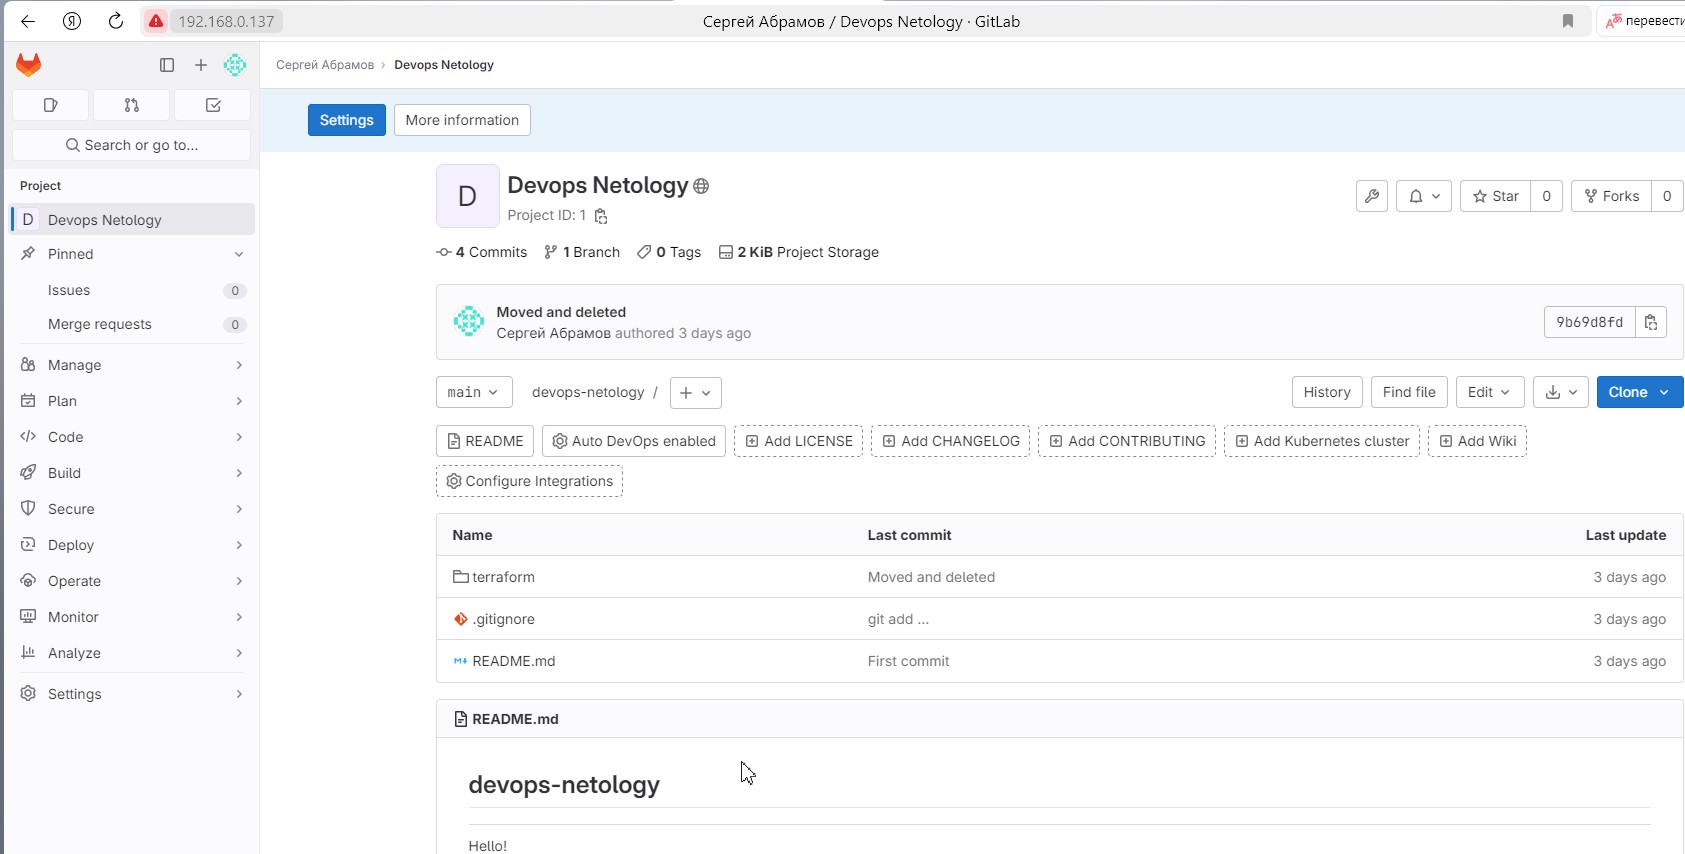 192.168.0.137
Сергей Абрамов / Devops Netology · GitLab
Сергей Абрамов › Devops Netology
Settings More information
Search or go to...
Project
D Devops Netology
Pinned
Issues 0
Merge requests 0
Manage
Plan
Code
Build
Secure
Deploy
Operate
Monitor
Analyze
Settings
D
Devops Netology
Project ID: 1
Star 0 Forks 0
4 Commits 1 Branch 0 Tags 2 KiB Project Storage
Moved and deleted
Сергей Абрамов authored 3 days ago
9b69d8fd
main devops-netology / + History Find file Edit Clone
README Auto DevOps enabled Add LICENSE Add CHANGELOG Add CONTRIBUTING Add Kubernetes cluster Add Wiki
Configure Integrations
Name Last commit Last update
terraform Moved and deleted 3 days ago
.gitignore git add ... 3 days ago
README.md First commit 3 days ago
README.md
devops-netology
Hello!